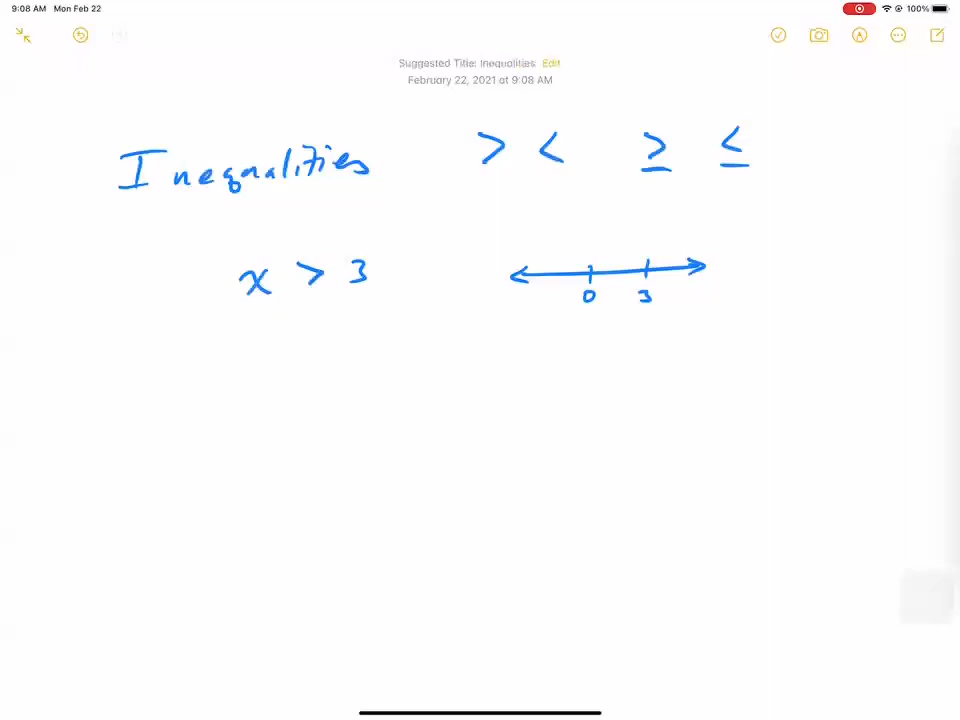 9:08 AM Mon Feb 22 100%
Suggested Title: Inequalities Edit
February 22, 2021 at 9:08 AM
Inequalities > < ≥ ≤
x > 3
0 3